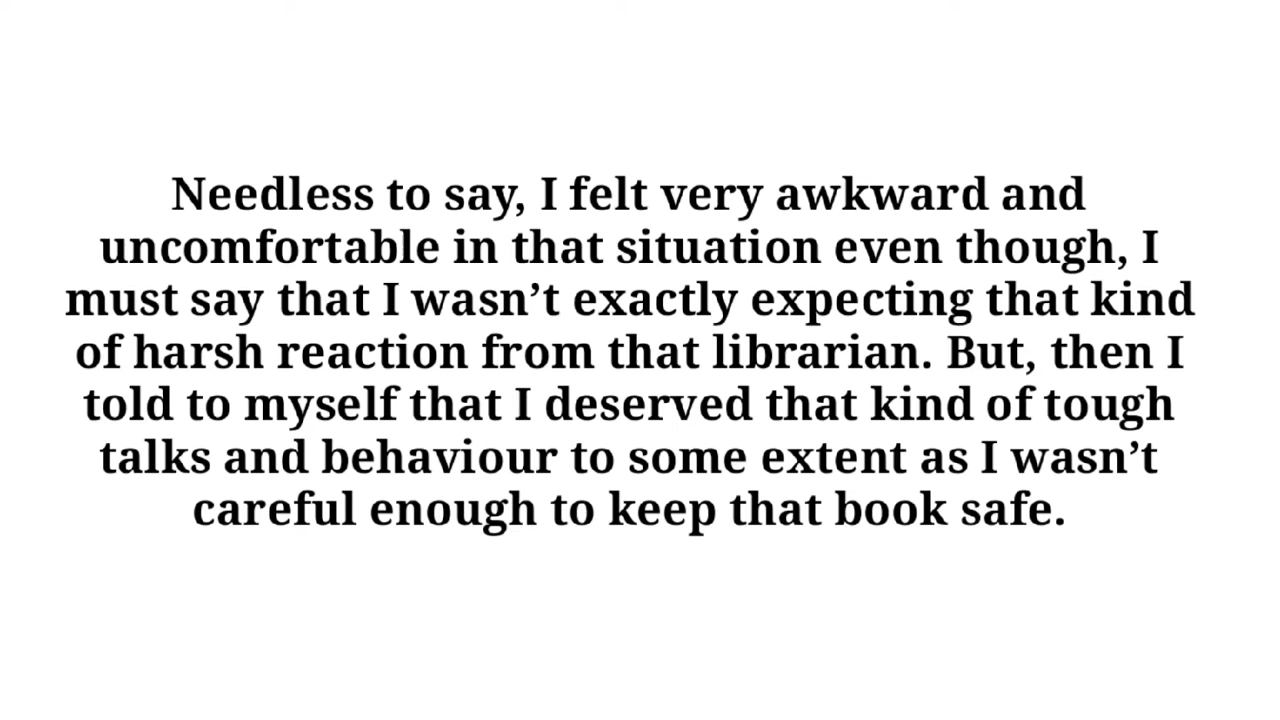 Needless to say, I felt very awkward and
uncomfortable in that situation even though, I
must say that I wasn’t exactly expecting that kind
of harsh reaction from that librarian. But, then I
told to myself that I deserved that kind of tough
talks and behaviour to some extent as I wasn’t
careful enough to keep that book safe.